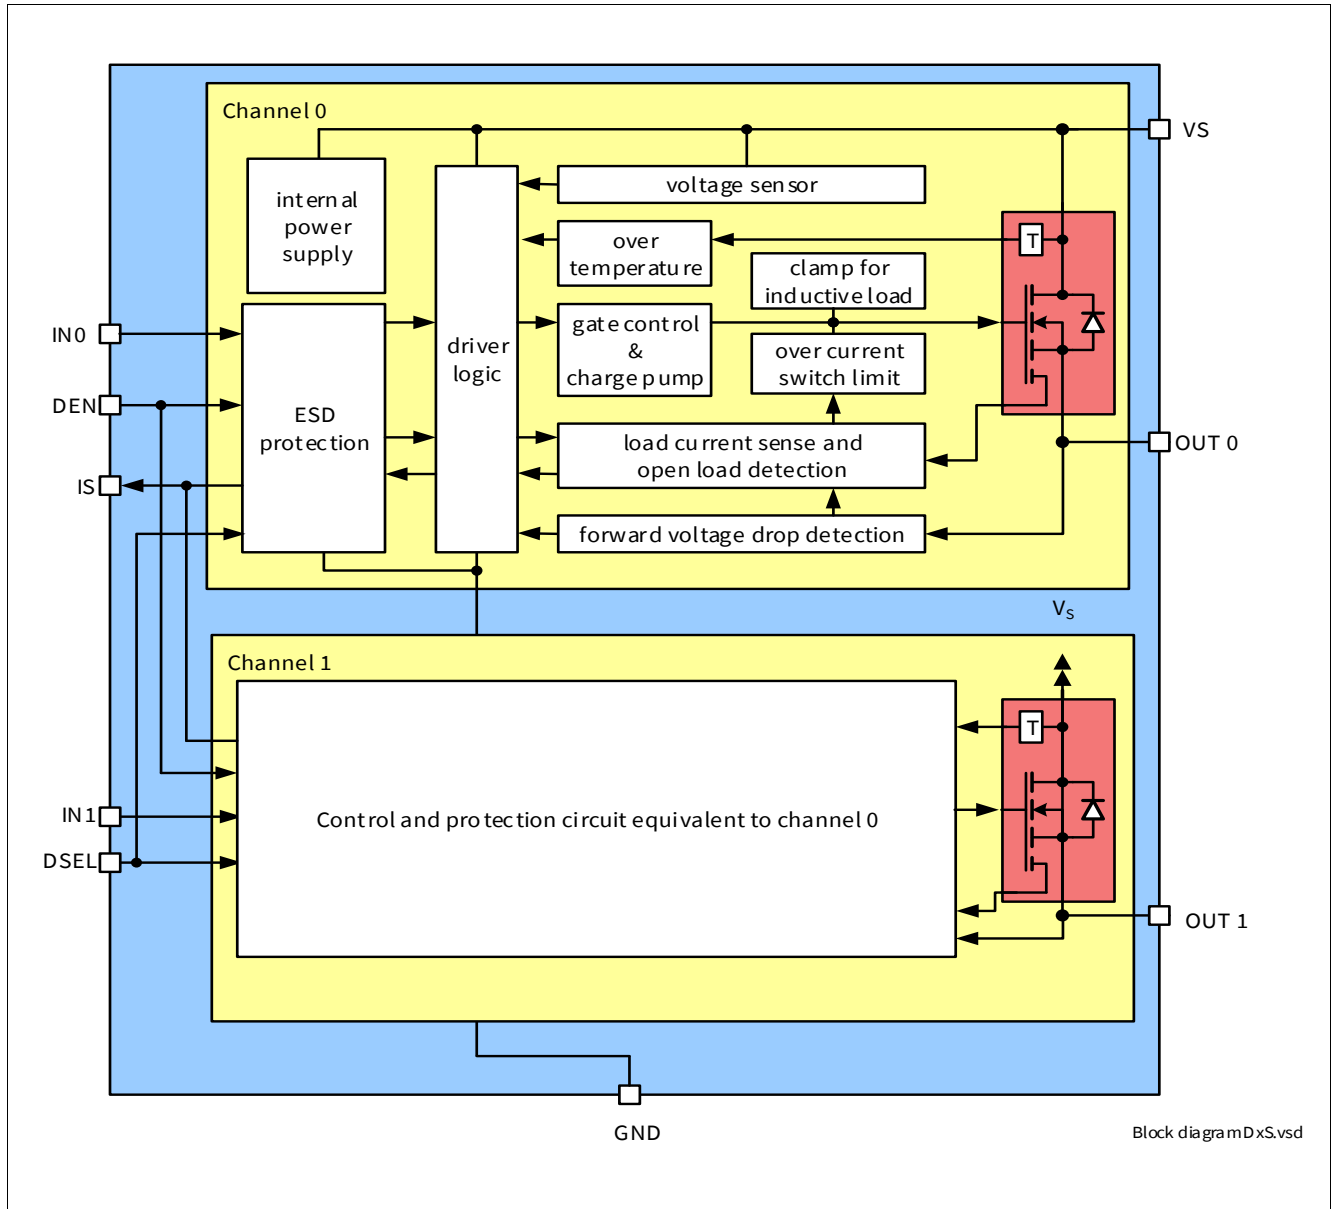 Channel 0
VS
internal
power
supply
voltage sensor
over
temperature
T
clamp for
inductive load
IN0
gate control
&
charge pump
driver
logic
over current
switch limit
DEN
ESD
protection
load current sense and
open load detection
OUT 0
IS
forward voltage drop detection
VS
Channel 1
T
IN1
Control and protection circuit equivalent to channel 0
DSEL
OUT 1
GND
Block diagramDxS.vsd